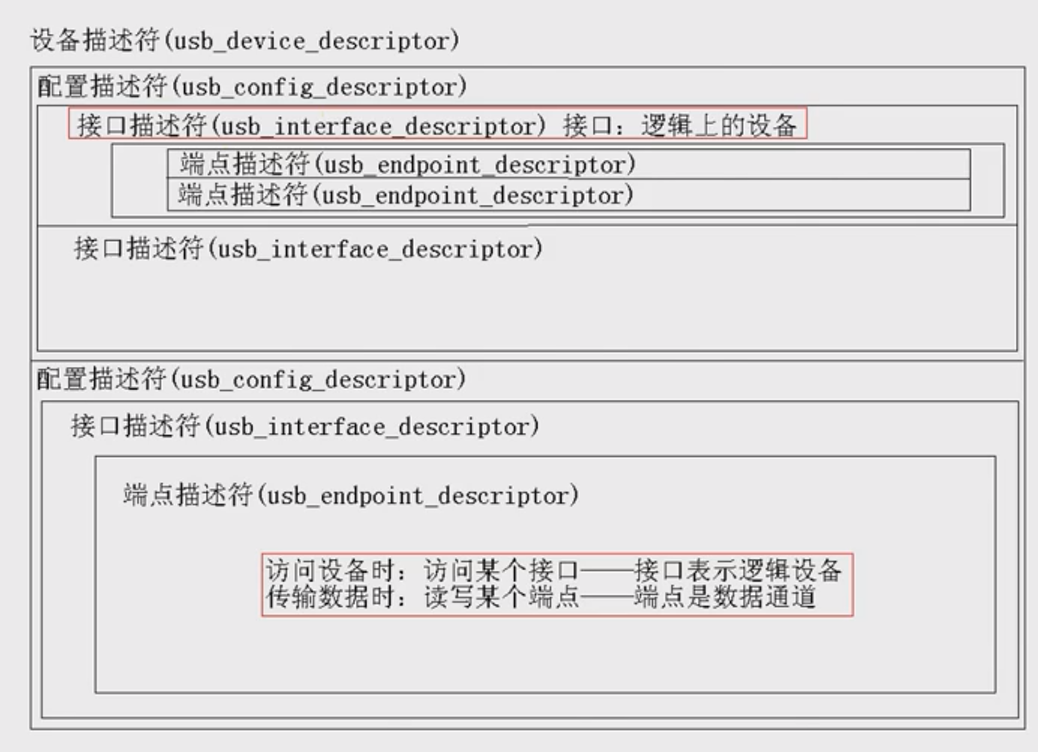 设备描述符(usb_device_descriptor)
配置描述符(usb_config_descriptor)
接口描述符(usb_interface_descriptor) 接口：逻辑上的设备
端点描述符(usb_endpoint_descriptor)
端点描述符(usb_endpoint_descriptor)
接口描述符(usb_interface_descriptor)
配置描述符(usb_config_descriptor)
接口描述符(usb_interface_descriptor)
端点描述符(usb_endpoint_descriptor)
访问设备时：访问某个接口——接口表示逻辑设备
传输数据时：读写某个端点——端点是数据通道